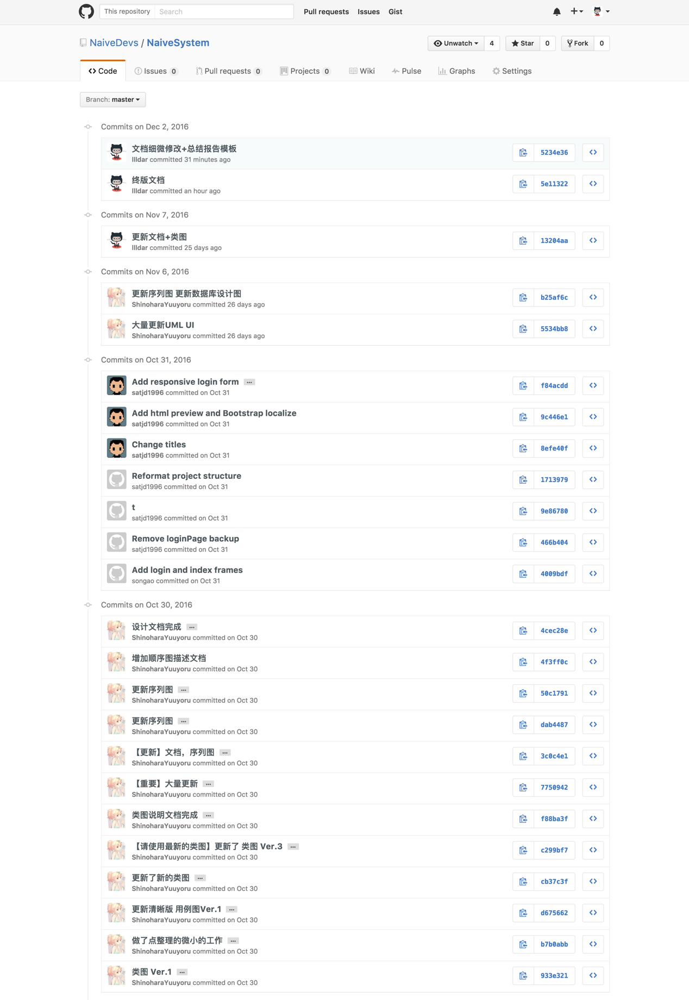 This repository Search Pull requests Issues Gist
NaiveDevs / NaiveSystem Unwatch 4 Star 0 Fork 0
Code Issues 0 Pull requests 0 Projects 0 Wiki Pulse Graphs Settings
Branch: master
Commits on Dec 2, 2016
文档细微修改+总结报告模板
llldar committed 31 minutes ago
5234e36
终版文档
llldar committed an hour ago
5e11322
Commits on Nov 7, 2016
更新文档+类图
llldar committed 25 days ago
13204aa
Commits on Nov 6, 2016
更新序列图 更新数据库设计图
ShinoharaYuuyoru committed 26 days ago
b25af6c
大量更新UML UI
ShinoharaYuuyoru committed 26 days ago
5534bb8
Commits on Oct 31, 2016
Add responsive login form …
satjd1996 committed on Oct 31
f84acdd
Add html preview and Bootstrap localize
satjd1996 committed on Oct 31
9c446e1
Change titles
satjd1996 committed on Oct 31
8efe40f
Reformat project structure
satjd1996 committed on Oct 31
1713979
t
satjd1996 committed on Oct 31
9e86780
Remove loginPage backup
satjd1996 committed on Oct 31
466b404
Add login and index frames
songao committed on Oct 31
4009bdf
Commits on Oct 30, 2016
设计文档完成 …
ShinoharaYuuyoru committed on Oct 30
4cec28e
增加顺序图描述文档
ShinoharaYuuyoru committed on Oct 30
4f3ff0c
更新序列图 …
ShinoharaYuuyoru committed on Oct 30
50c1791
更新序列图 …
ShinoharaYuuyoru committed on Oct 30
dab4487
【更新】文档，序列图 …
ShinoharaYuuyoru committed on Oct 30
3c0c4e1
【重要】大量更新 …
ShinoharaYuuyoru committed on Oct 30
7750942
类图说明文档完成 …
ShinoharaYuuyoru committed on Oct 30
f88ba3f
【请使用最新的类图】更新了 类图 Ver.3 …
ShinoharaYuuyoru committed on Oct 30
c299bf7
更新了新的类图 …
ShinoharaYuuyoru committed on Oct 30
cb37c3f
更新清晰版 用例图Ver.1 …
ShinoharaYuuyoru committed on Oct 30
d675662
做了点整理的微小的工作 …
ShinoharaYuuyoru committed on Oct 30
b7b0abb
类图 Ver.1 …
ShinoharaYuuyoru committed on Oct 30
933e321